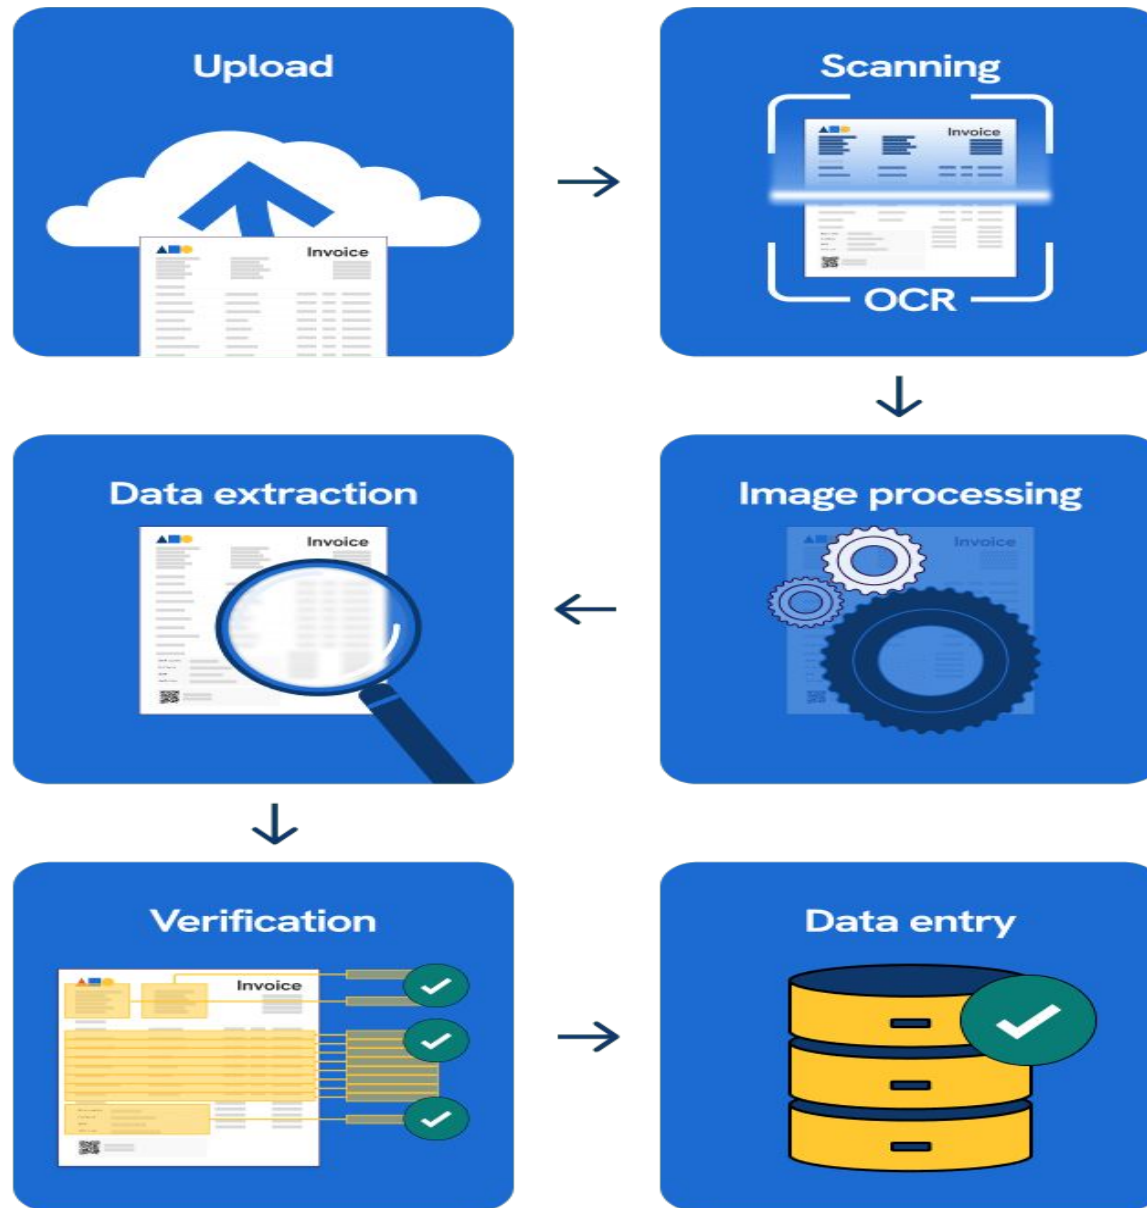 Upload
Invoice
Scanning
Invoice
OCR
Image processing
Invoice
Data extraction
Invoice
Verification
Invoice
Data entry